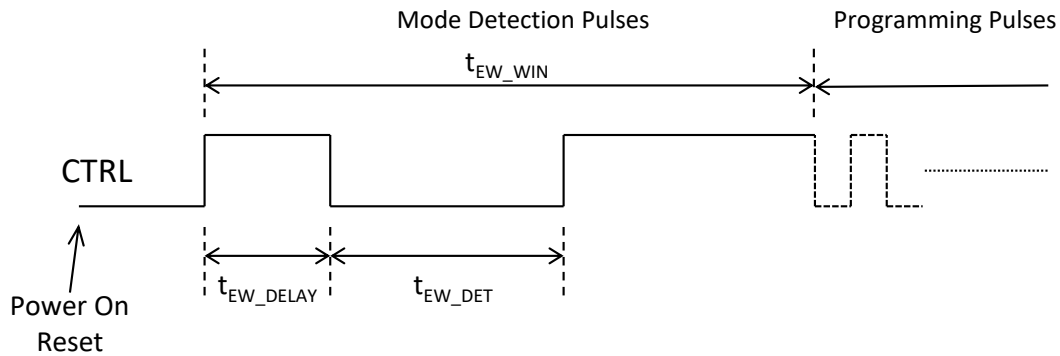 Mode Detection Pulses
Programming Pulses
tEW_WIN
CTRL
tEW_DELAY
tEW_DET
Power On
Reset